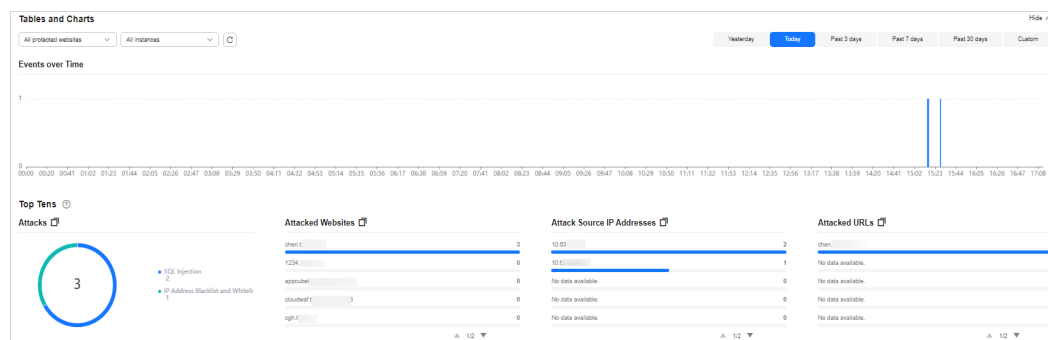 Tables and Charts
Hide
All protected websites
All instances
Yesterday
Today
Past 3 days
Past 7 days
Past 30 days
Custom
Events over Time
1
0
00:00 00:20 00:41 01:02 01:23 01:44 02:05 02:26 02:47 03:08 03:29 03:50 04:11 04:32 04:53 05:14 05:35 05:56 06:17 06:38 06:59 07:20 07:41 08:02 08:23 08:44 09:05 09:26 09:47 10:08 10:29 10:50 11:11 11:32 11:53 12:14 12:35 12:56 13:17 13:38 13:59 14:20 14:41 15:02 15:23 15:44 16:05 16:26 16:47 17:08
Top Tens
Attacks
3
SQL Injection
2
IP Address Blacklist and Whiteli
1
Attacked Websites
chen.
3
1234.
0
appcube
0
cloudwaf.
0
ogh.
0
1/2
Attack Source IP Addresses
10.63
2
10.
1
No data available.
0
No data available.
0
No data available.
0
1/2
Attacked URLs
chen.
No data available.
No data available.
No data available.
No data available.
1/2